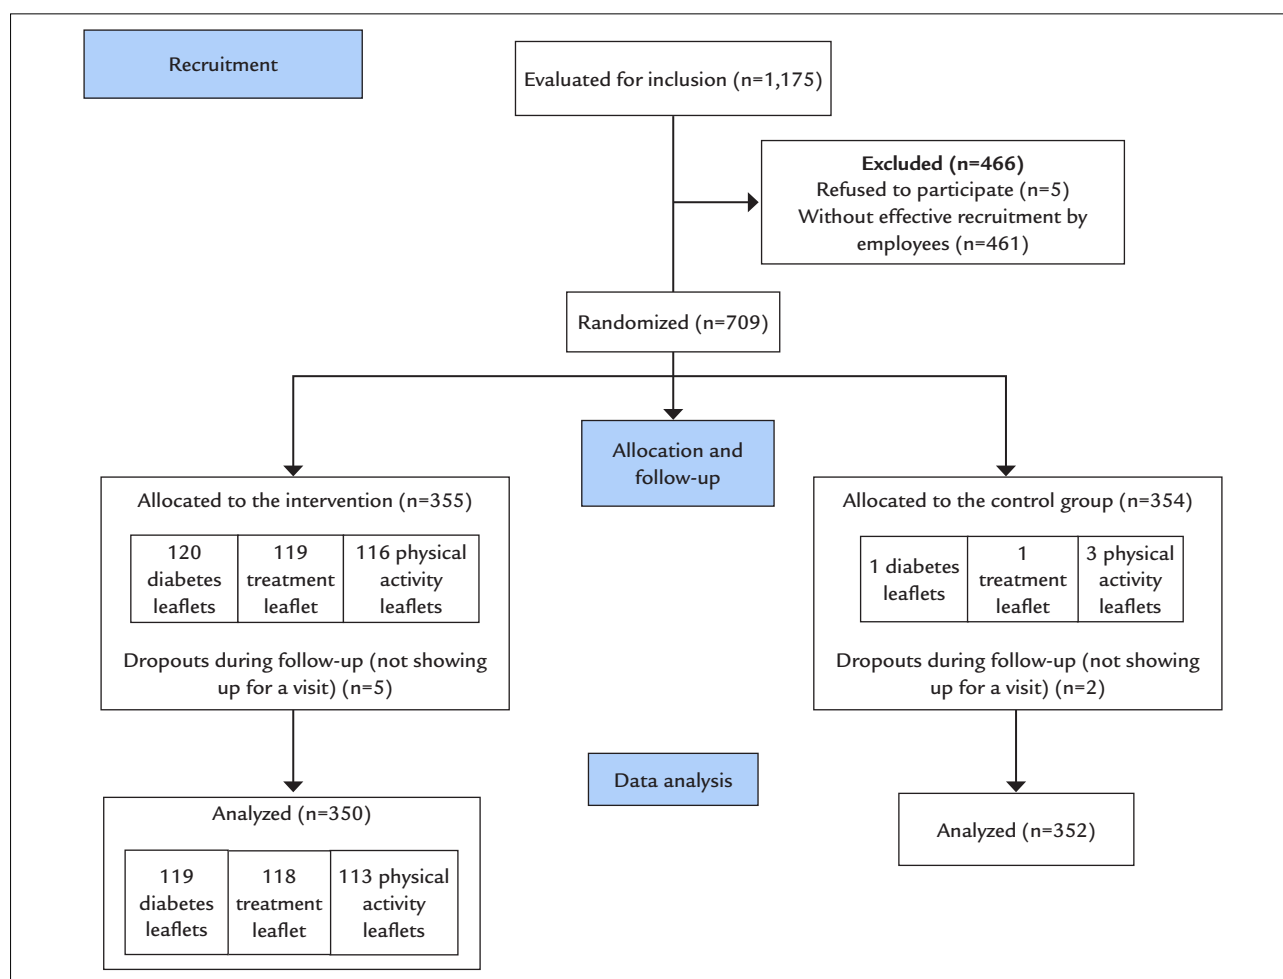 Recruitment
Evaluated for inclusion (n=1,175)
Excluded (n=466)
Refused to participate (n=5)
Without effective recruitment by
employees (n=461)
Randomized (n=709)
Allocation and
follow-up
Allocated to the intervention (n=355)
120
diabetes
leaflets
119
treatment
leaflet
116 physical
activity
leaflets
Dropouts during follow-up (not showing
up for a visit) (n=5)
Allocated to the control group (n=354)
1 diabetes
leaflets
1
treatment
leaflet
3 physical
activity
leaflets
Dropouts during follow-up (not showing
up for a visit) (n=2)
Data analysis
Analyzed (n=350)
119
diabetes
leaflets
118
treatment
leaflet
113 physical
activity
leaflets
Analyzed (n=352)